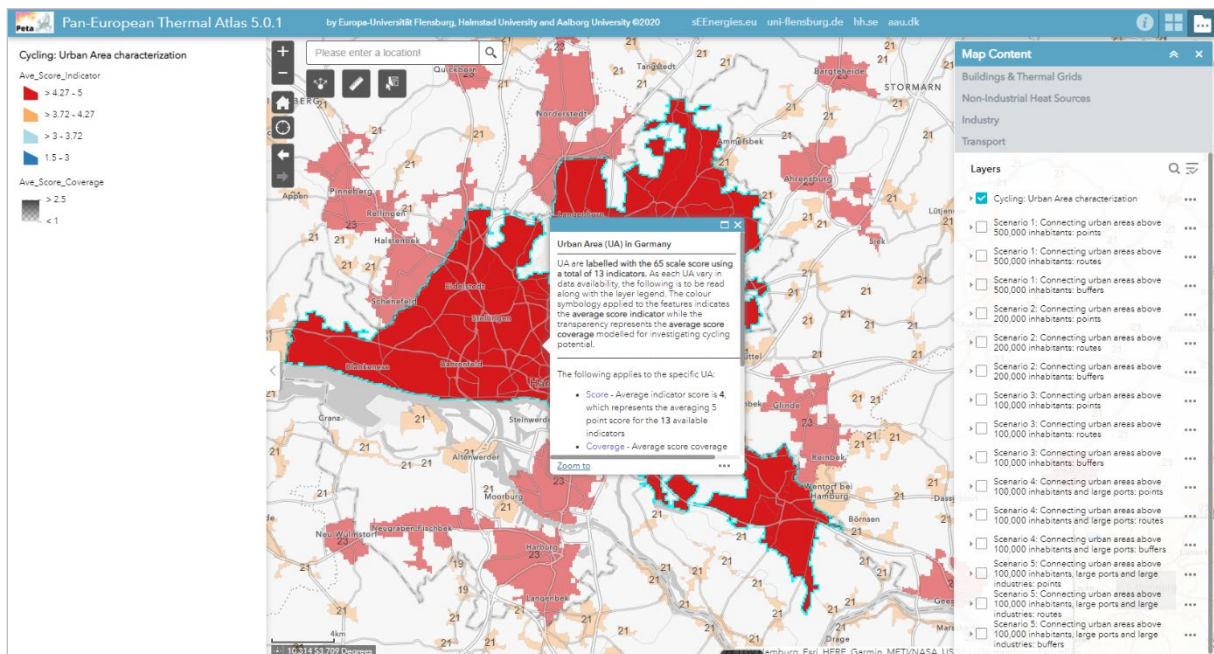 Peta
Pan-European Thermal Atlas 5.0.1
by Europa-Universität Flensburg, Halmstad University and Aalborg University ©2020
sEEnergies.eu uni-flensburg.de hh.se aau.dk
Cycling: Urban Area characterization
Ave_Score_Indicator
> 4.27 - 5
> 3.72 - 4.27
> 3 - 3.72
1.5 - 3
Ave_Score_Coverage
> 2.5
< 1
Please enter a location!
Quickborn
Tangstedt
Bargteheide
STORMARN
Norderstedt
Ammersbek
Ahrensburg
Appen
Pinneberg
Rellingen
Halstenbek
Siek
Schenefeld
Eidelstedt
Stellingen
Blankenese
Bahrenfeld
Cranz
Steinwerder
Glinde
Altenwerder
Reinbek
Moorburg
Wentorf bei
Hamburg
Neu Wulmstorf
Neugraben-Fischbek
Börnsen
Harburg
Langenbek
Drage
Urban Area (UA) in Germany
UA are labelled with the 65 scale score using
a total of 13 indicators. As each UA vary in
data availability, the following is to be read
along with the layer legend. The colour
symbology applied to the features indicates
the average score indicator while the
transparency represents the average score
coverage modelled for investigating cycling
potential.
The following applies to the specific UA:
• Score - Average indicator score is 4,
which represents the averaging 5
point score for the 13 available
indicators
• Coverage - Average score coverage
Zoom to
4km
10.314 53.709 Degrees
Esri, HERE, Garmin, METI/NASA, US
Map Content
Buildings & Thermal Grids
Non-Industrial Heat Sources
Industry
Transport
Layers
Cycling: Urban Area characterization
Scenario 1: Connecting urban areas above
500,000 inhabitants: points
Scenario 1: Connecting urban areas above
500,000 inhabitants: routes
Scenario 1: Connecting urban areas above
500,000 inhabitants: buffers
Scenario 2: Connecting urban areas above
200,000 inhabitants: points
Scenario 2: Connecting urban areas above
200,000 inhabitants: routes
Scenario 2: Connecting urban areas above
200,000 inhabitants: buffers
Scenario 3: Connecting urban areas above
100,000 inhabitants: points
Scenario 3: Connecting urban areas above
100,000 inhabitants: routes
Scenario 3: Connecting urban areas above
100,000 inhabitants: buffers
Scenario 4: Connecting urban areas above
100,000 inhabitants and large ports: points
Scenario 4: Connecting urban areas above
100,000 inhabitants and large ports: routes
Scenario 4: Connecting urban areas above
100,000 inhabitants and large ports: buffers
Scenario 5: Connecting urban areas above
100,000 inhabitants, large ports and large
industries: points
Scenario 5: Connecting urban areas above
100,000 inhabitants, large ports and large
industries: routes
Scenario 5: Connecting urban areas above
100,000 inhabitants, large ports and large
industries: buffers